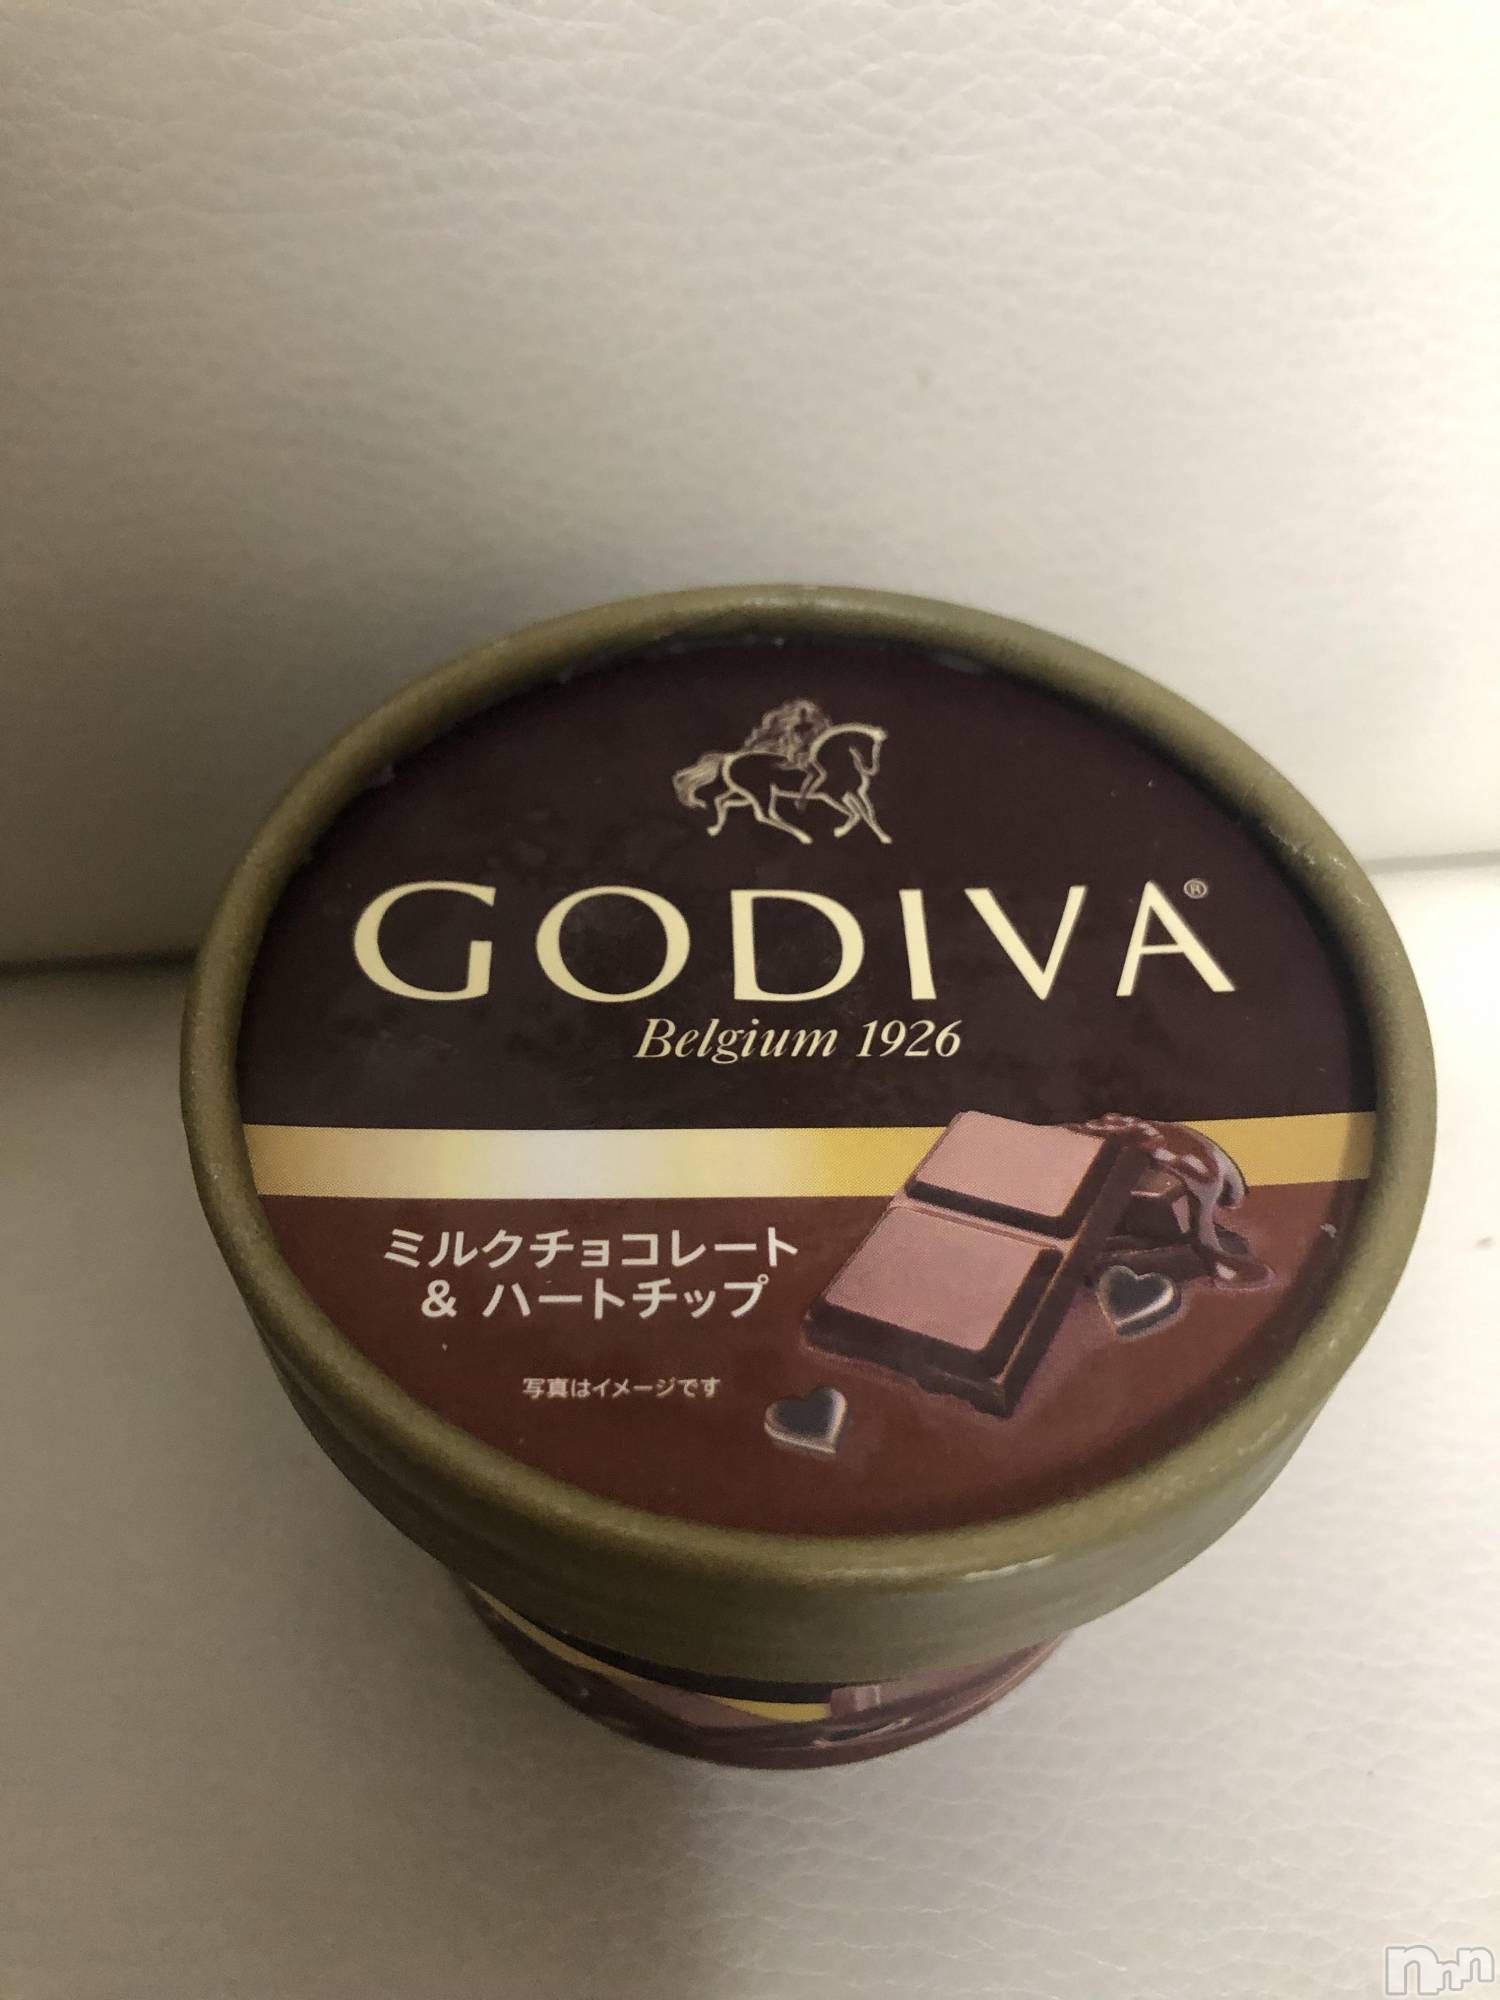 GODIVA®
Belgium 1926
ミルクチョコレート
& ハートチップ
写真はイメージです
nnn